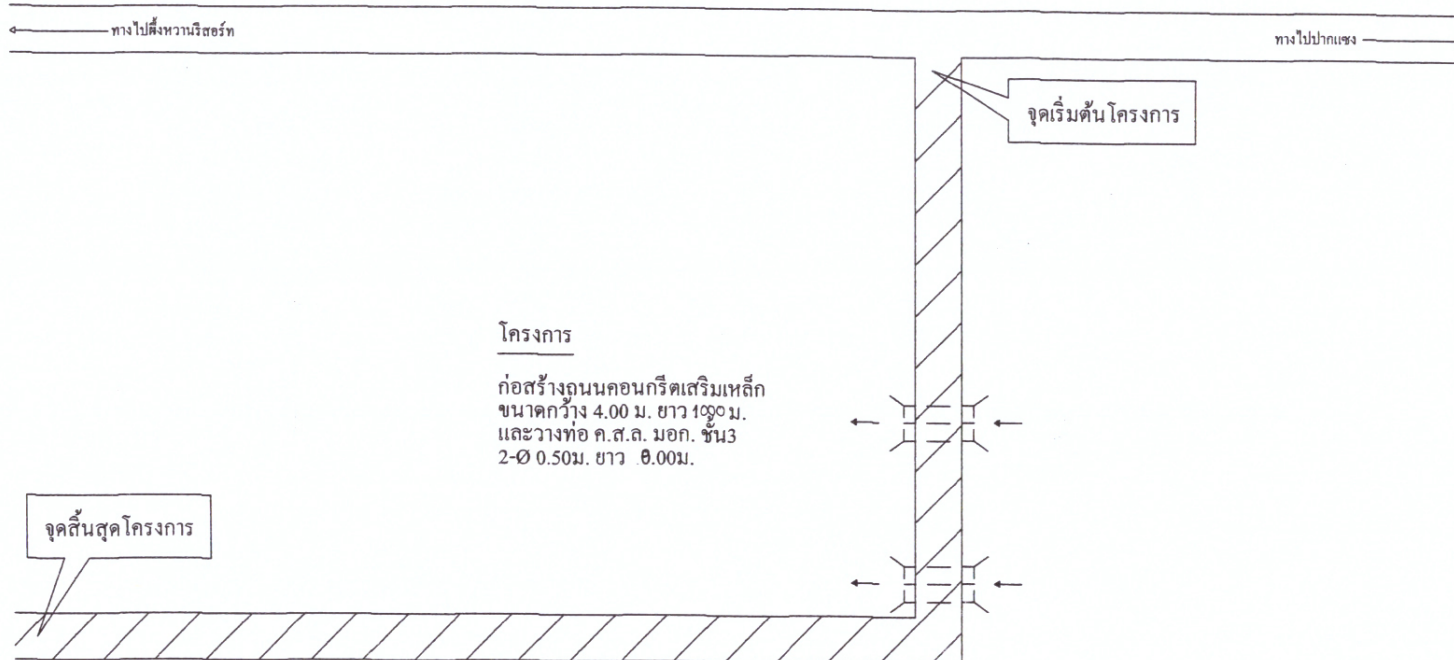 ทางไปผึ้งหวานรีสอร์ท
ทางไปปากแซง
จุดเริ่มต้นโครงการ
โครงการ
ก่อสร้างถนนคอนกรีตเสริมเหล็ก
ขนาดกว้าง 4.00 ม. ยาว ม.
และวางท่อ ค.ส.ล. มอก. ชั้น3
2-Ø 0.50ม. ยาว
จุดสิ้นสุดโครงการ